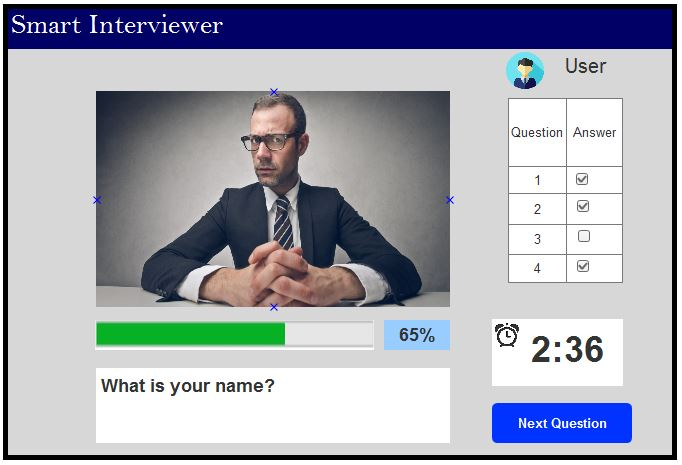 Smart Interviewer
User
Question Answer
1
2
3
4
65%
2:36
What is your name?
Next Question